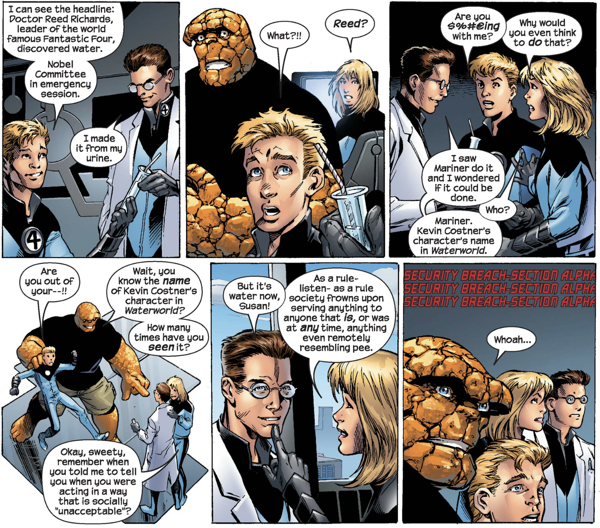 I can see the headline:
Doctor Reed Richards,
leader of the world
famous Fantastic Four,
discovered water.
Nobel
Committee
in emergency
session.
I made
it from my
urine.
4
What?!!
Reed?
Are you
$%#@ing
with me?
Why would
you even think
to do that?
I saw
Mariner do it
and I wondered
if it could be
done.
Who?
Mariner.
Kevin Costner's
character's name
in Waterworld.
Are
you out of
your--!!
Wait, you
know the name
of Kevin Costner's
character in
Waterworld?
How many
times have you
seen it?
Okay, sweety,
remember when
you told me to tell
you when you were
acting in a way
that is socially
"unacceptable"?
But it's
water now,
Susan!
As a rule-
listen- as a rule
society frowns upon
serving anything to
anyone that is, or was
at any time, anything
even remotely
resembling pee.
SECURITY BREACH-SECTION ALPHA
SECURITY BREACH-SECTION ALPHA
SECURITY BREACH-SECTION ALPHA
Whoah...